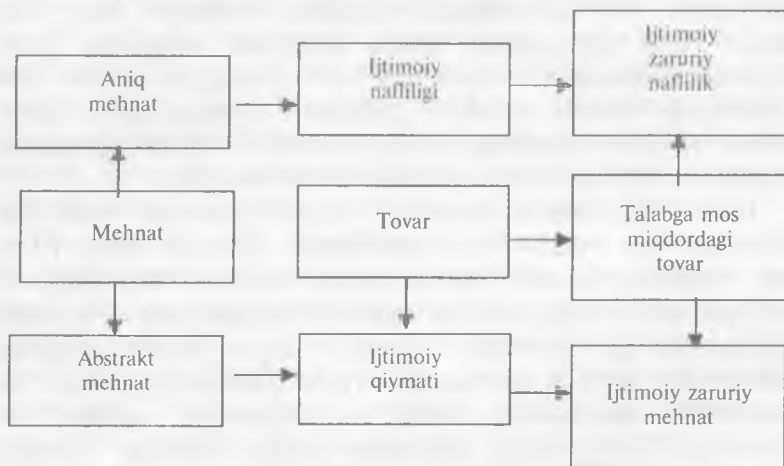 Aniq
mehnat
Ijtimoiy
nafliligi
Ijtimoiy
zaruriy
naflilik
Mehnat
Tovar
Talabga mos
miqdordagi
tovar
Abstrakt
mehnat
Ijtimoiy
qiymati
Ijtimoiy zaruriy
mehnat